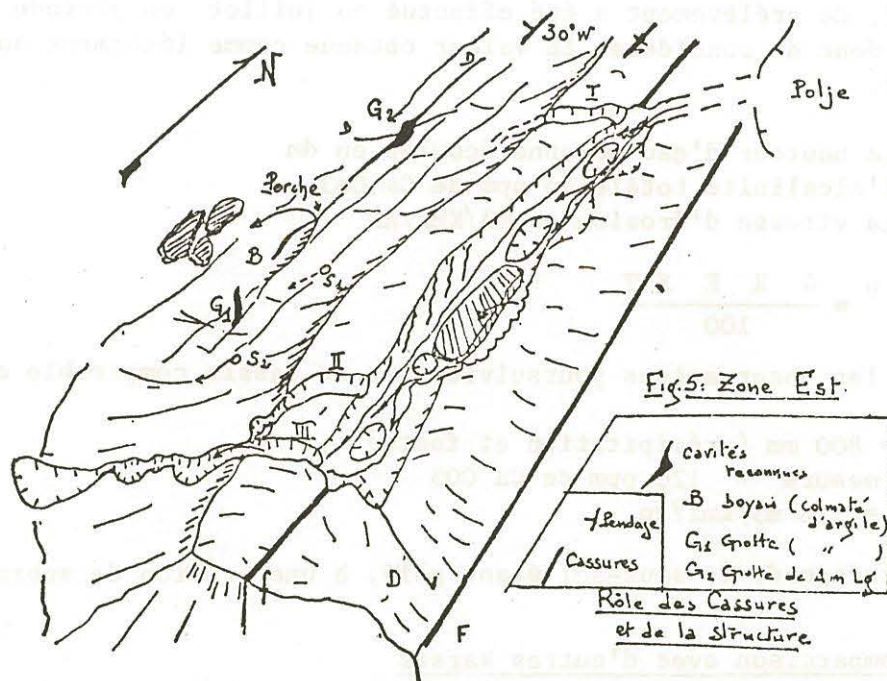 30°W
N
D
G2
D
I
Polje
Porche
B
S1
G1
S2
II
III
D
F
Fig.5: Zone Est.
cavités
reconnues
B boyau (colmaté
d'argile)
Pendage
G1 Grotte ( " )
Cassures
G2 Grotte de 1m Lg
Rôle des Cassures
et de la structure